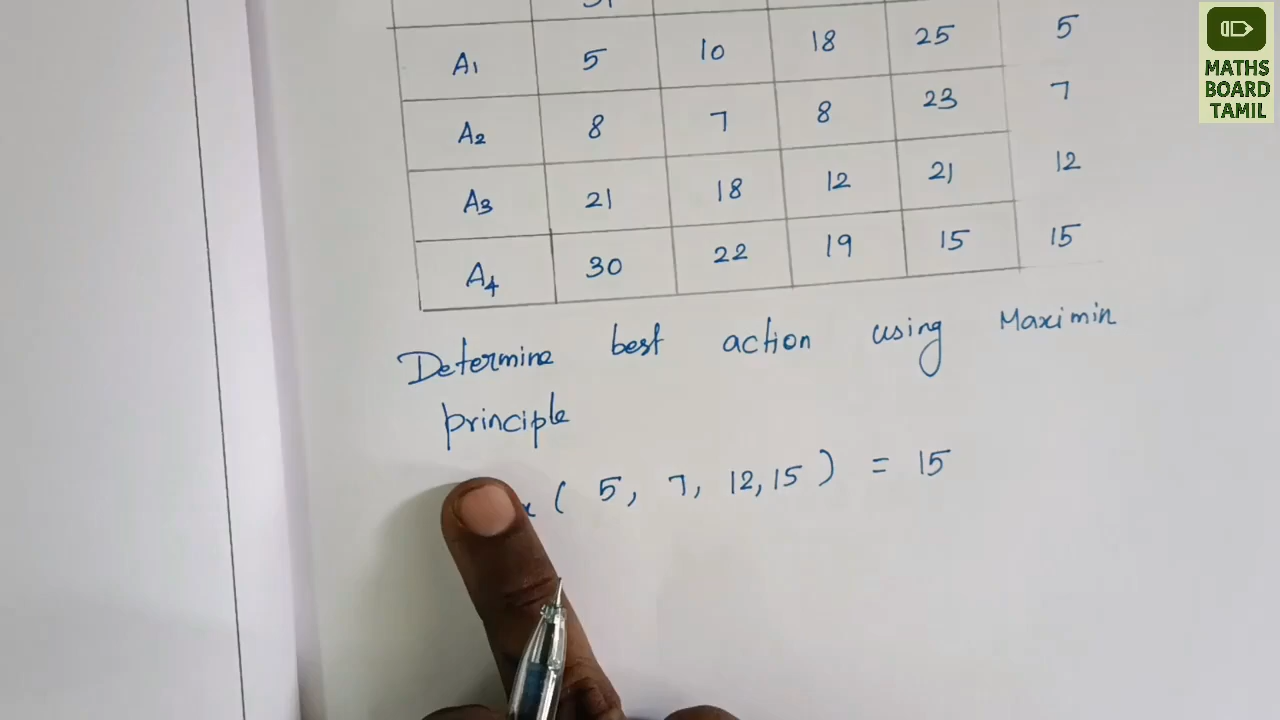 A1 5 10 18 25 5
A2 8 7 8 23 7
A3 21 18 12 21 12
A4 30 22 19 15 15
Determine best action using Maximin
principle
( 5, 7, 12, 15 ) = 15
MATHS
BOARD
TAMIL